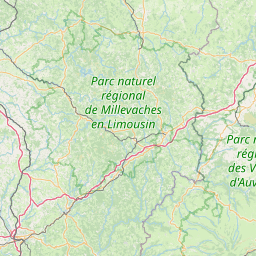 Parc naturel
régional
de Millevaches
en Limousin
Parc n
régi
des V
d'Auv